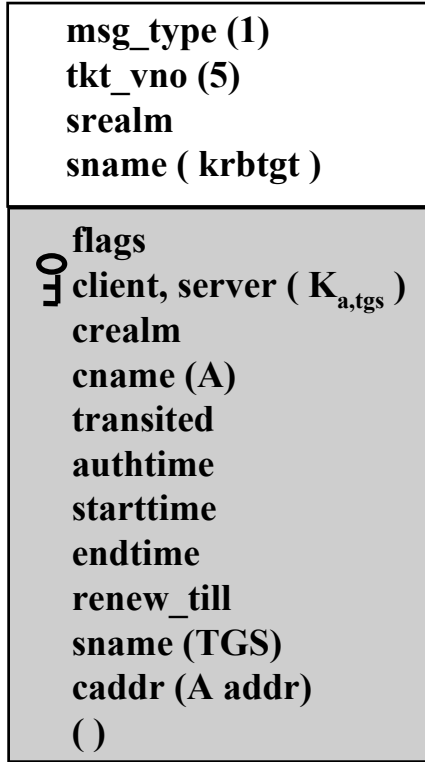 msg_type (1)
tkt_vno (5)
srealm
sname ( krbtgt )
flags
client, server ( Ka,tgs )
crealm
cname (A)
transited
authtime
starttime
endtime
renew_till
sname (TGS)
caddr (A addr)
( )